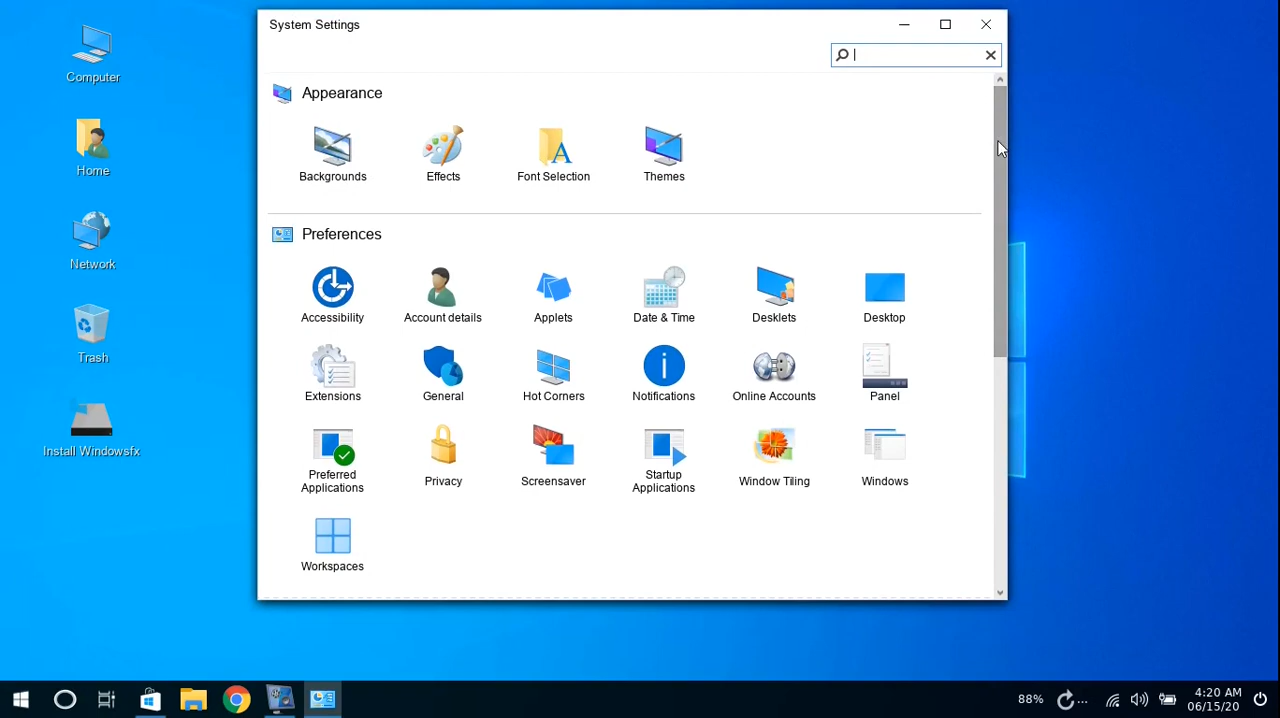 System Settings
Computer
Home
Network
Trash
Install Windowsfx
Appearance
Backgrounds
Effects
Font Selection
Themes
Preferences
Accessibility
Account details
Applets
Date & Time
Desklets
Desktop
Extensions
General
Hot Corners
Notifications
Online Accounts
Panel
Preferred
Applications
Privacy
Screensaver
Startup
Applications
Window Tiling
Windows
Workspaces
88%
...
4:20 AM
06/15/20